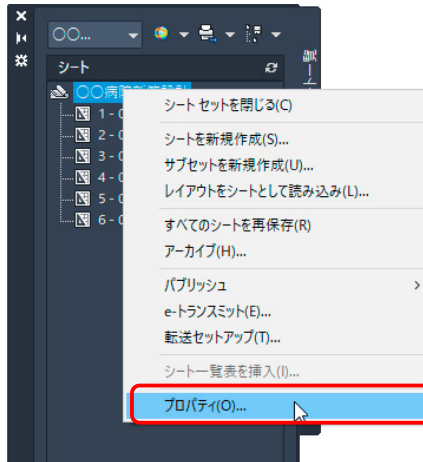 〇〇...
シート
〇〇病院
シート セットを閉じる(C)
1 - 0
シートを新規作成(S)...
2 - 0
サブセットを新規作成(U)...
3 - 0
レイアウトをシートとして読み込み(L)...
4 - 0
すべてのシートを再保存(R)
5 - 0
アーカイブ(H)...
6 - 0
パブリッシュ
e-トランスミット(E)...
転送セットアップ(T)...
シート一覧表を挿入(I)...
プロパティ(O)...